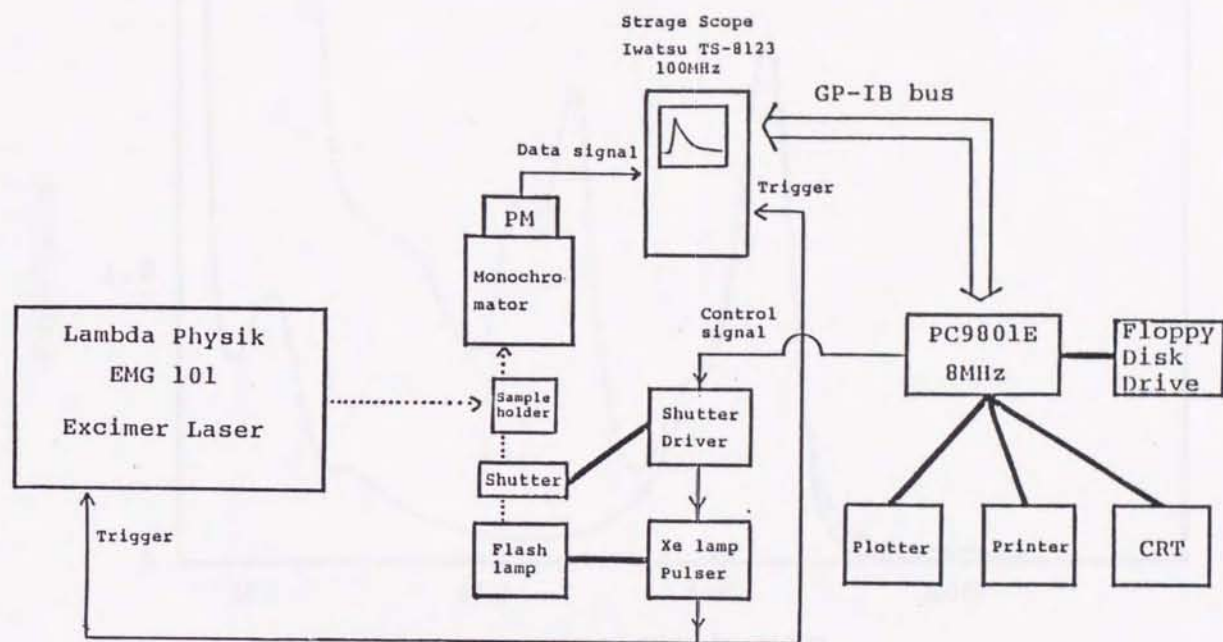 Strage Scope
Iwatsu TS-8123
100MHz
GP-IB bus
Data signal
Trigger
PM
Monochro-
mator
Lambda Physik
EMG 101
Excimer Laser
Sample
holder
Control
signal
PC9801E
8MHz
Floppy
Disk
Drive
Shutter
Driver
Shutter
Trigger
Flash
lamp
Xe lamp
Pulser
Plotter
Printer
CRT